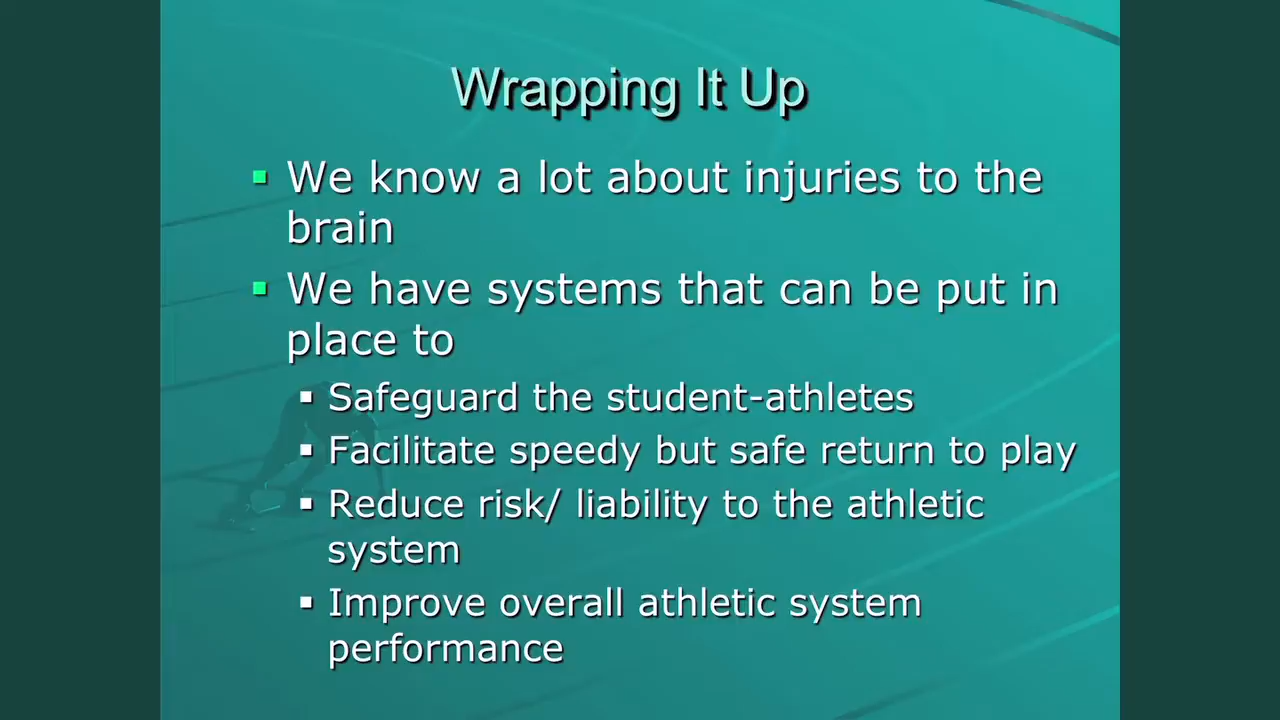 Wrapping It Up
We know a lot about injuries to the
brain
We have systems that can be put in
place to
Safeguard the student-athletes
Facilitate speedy but safe return to play
Reduce risk/ liability to the athletic
system
Improve overall athletic system
performance